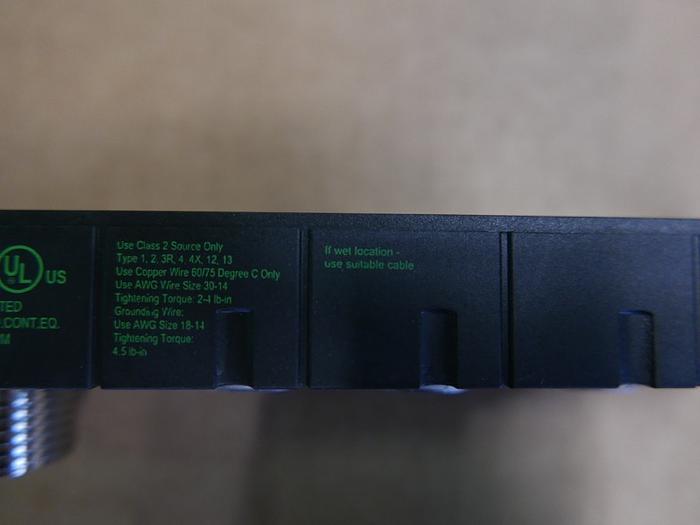 UL US
TED
.CONT.EQ.
M
Use Class 2 Source Only
Type 1, 2, 3R, 4, 4X, 12, 13
Use Copper Wire 60/75 Degree C Only
Use AWG Wire Size 30-14
Tightening Torque: 2-4 lb-in
Grounding Wire:
Use AWG Size 18-14
Tightening Torque:
4.5 lb-in
If wet location -
use suitable cable